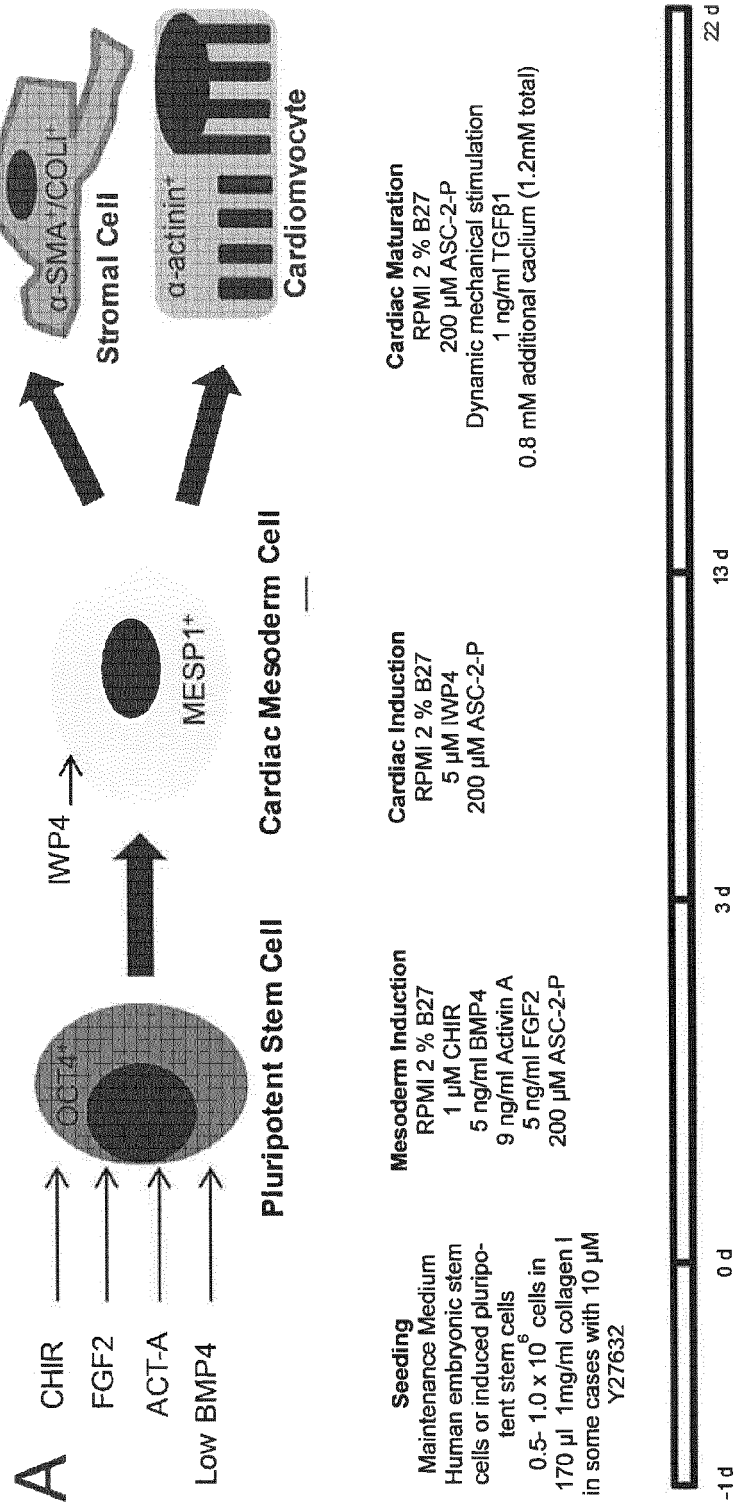 A
CHIR
FGF2
ACT-A
Low BMP4
OCT4⁺
Pluripotent Stem Cell
IWP4
MESP1⁺
Cardiac Mesoderm Cell
α-SMA⁺/COLI⁺
Stromal Cell
α-actinin⁺
Cardiomyocyte
Seeding
Maintenance Medium
Human embryonic stem
cells or induced pluripo-
tent stem cells
0.5- 1.0 x 10⁶ cells in
170 µl 1mg/ml collagen I
in some cases with 10 µM
Y27632
Mesoderm Induction
RPMI 2 % B27
1 µM CHIR
5 ng/ml BMP4
9 ng/ml Activin A
5 ng/ml FGF2
200 µM ASC-2-P
Cardiac Induction
RPMI 2 % B27
5 µM IWP4
200 µM ASC-2-P
Cardiac Maturation
RPMI 2 % B27
200 µM ASC-2-P
Dynamic mechanical stimulation
1 ng/ml TGFβ1
0.8 mM additional caclium (1.2mM total)
-1 d
0 d
3 d
13 d
22 d